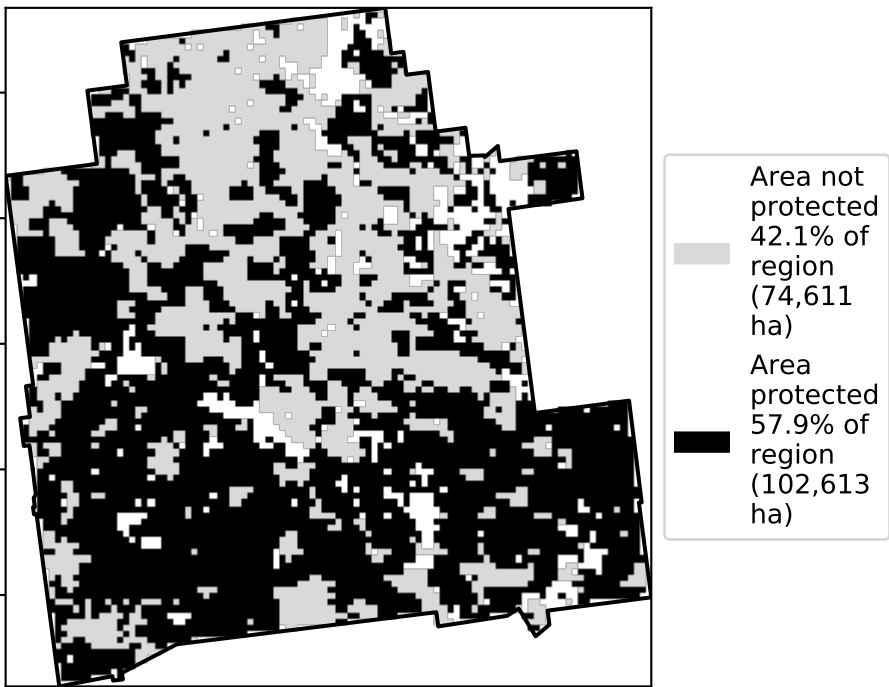 Area not
protected
42.1% of
region
(74,611
ha)
Area
protected
57.9% of
region
(102,613
ha)